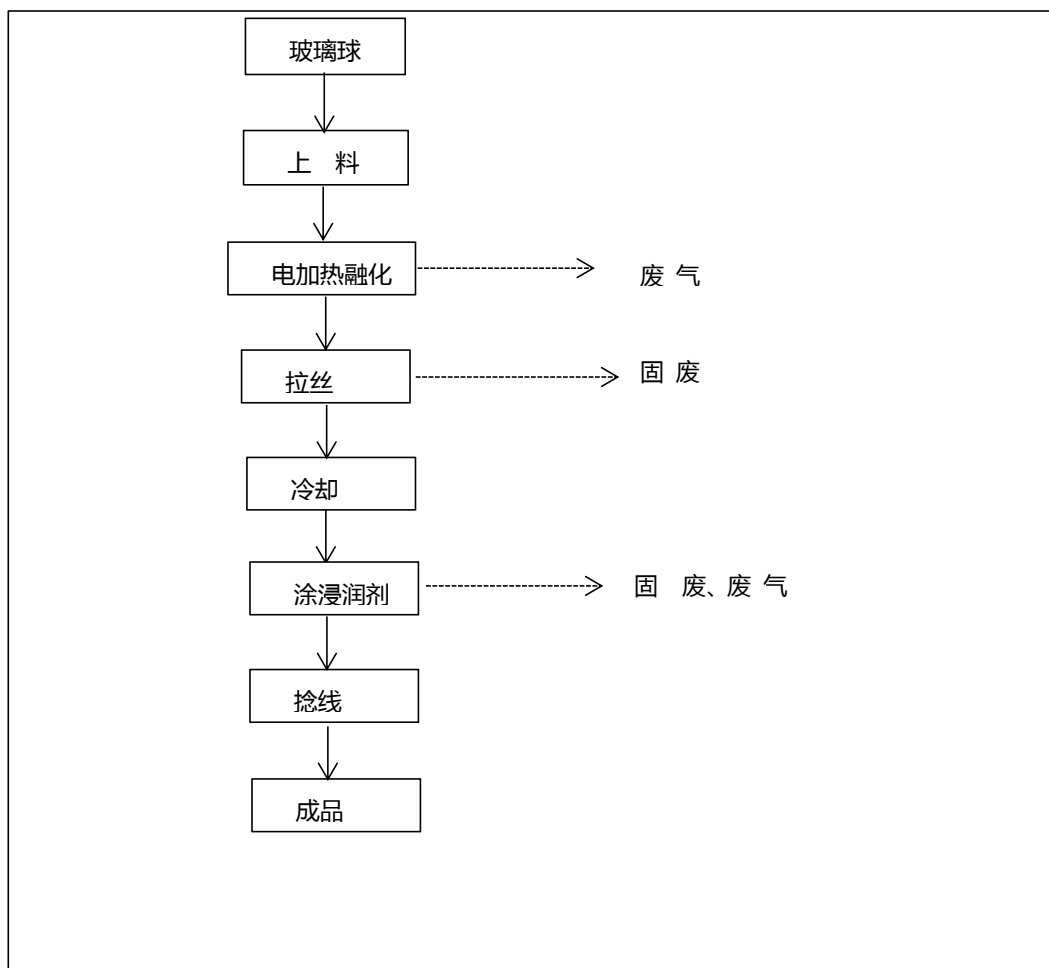 玻璃球
上 料
电加热融化
废 气
拉丝
固 废
冷却
涂浸润剂
固 废、废 气
捻线
成品